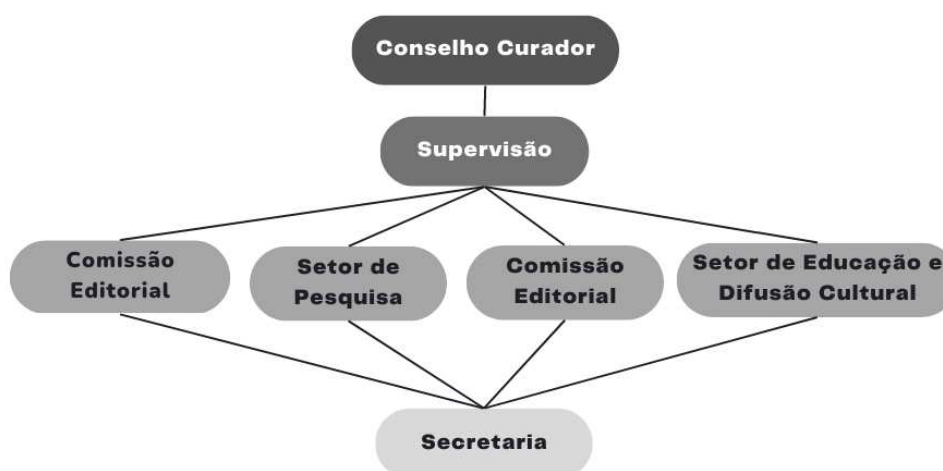 Conselho Curador
Supervisão
Comissão
Editorial
Setor de
Pesquisa
Comissão
Editorial
Setor de Educação e
Difusão Cultural
Secretaria